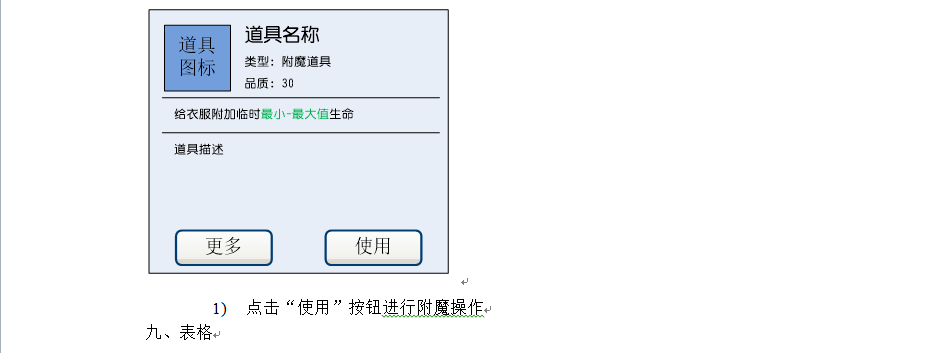 道具
图标
道具名称
类型：附魔道具
品质：30
给衣服附加临时最小-最大值生命
道具描述
更多
使用
1) 点击“使用”按钮进行附魔操作
九、表格